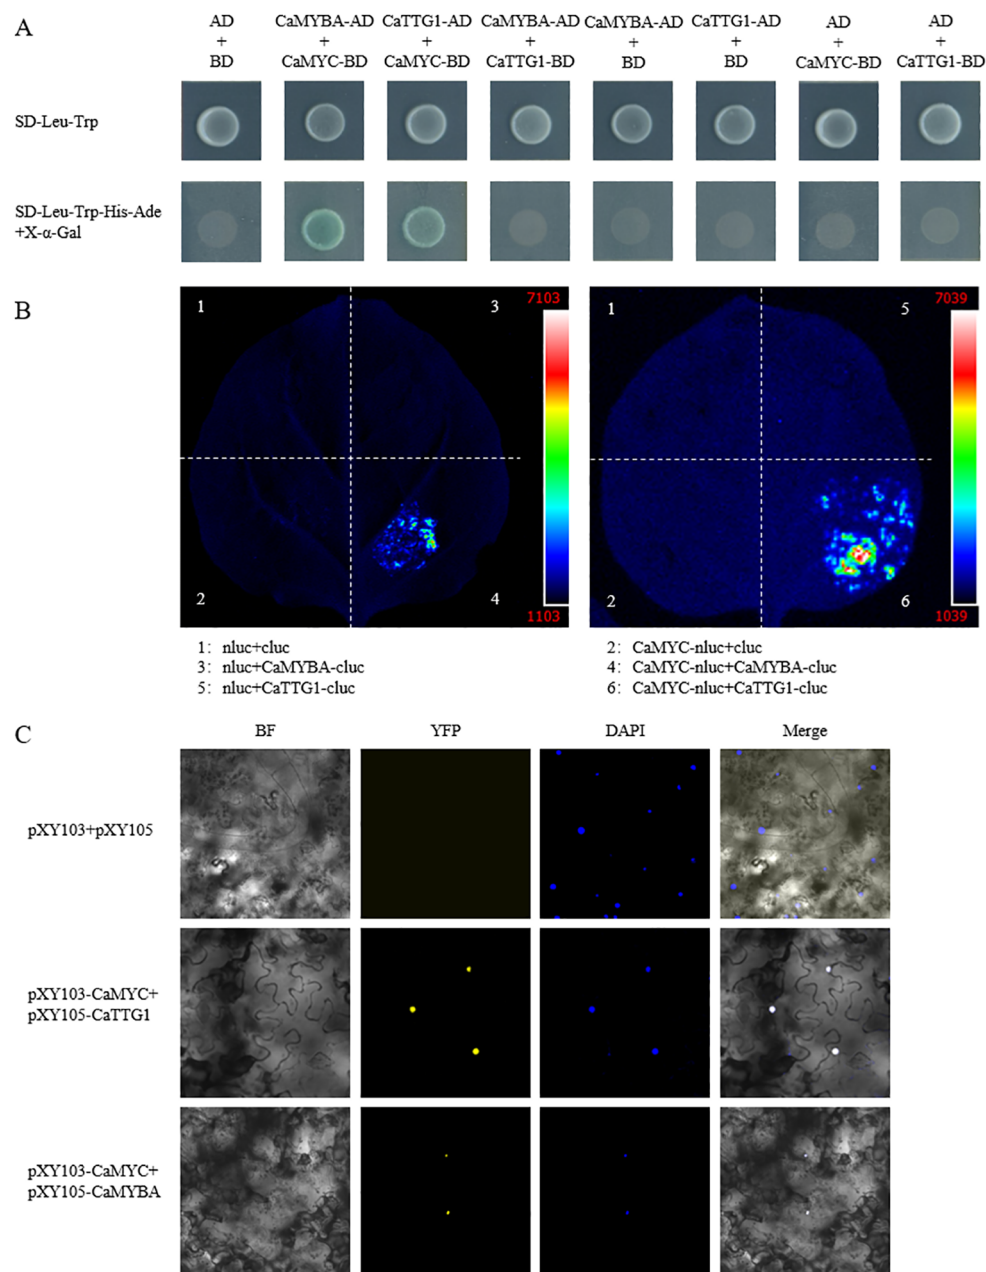 A
AD CaMYBA-AD CaTTG1-AD CaMYBA-AD CaMYBA-AD CaTTG1-AD AD AD
+ + + + + + + +
BD CaMYC-BD CaMYC-BD CaTTG1-BD BD BD CaMYC-BD CaTTG1-BD
SD-Leu-Trp
SD-Leu-Trp-His-Ade
+X-α-Gal
B
1 3 7103 1 5 7039
2 4 1103 2 6 1039
1: nluc+cluc 2: CaMYC-nluc+cluc
3: nluc+CaMYBA-cluc 4: CaMYC-nluc+CaMYBA-cluc
5: nluc+CaTTG1-cluc 6: CaMYC-nluc+CaTTG1-cluc
C
BF YFP DAPI Merge
pXY103+pXY105
pXY103-CaMYC+
pXY105-CaTTG1
pXY103-CaMYC+
pXY105-CaMYBA